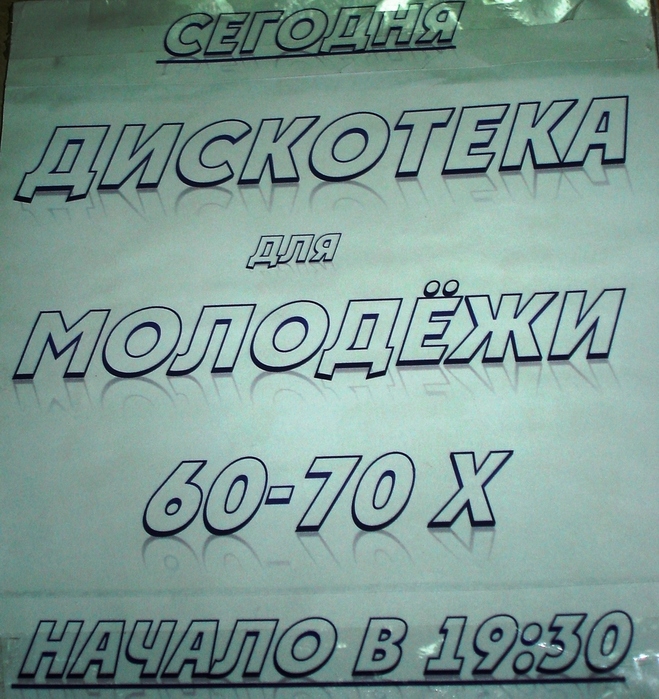 СЕГОДНЯ
ДИСКОТЕКА
ДЛЯ
МОЛОДЁЖИ
60-70 Х
НАЧАЛО В 19:30